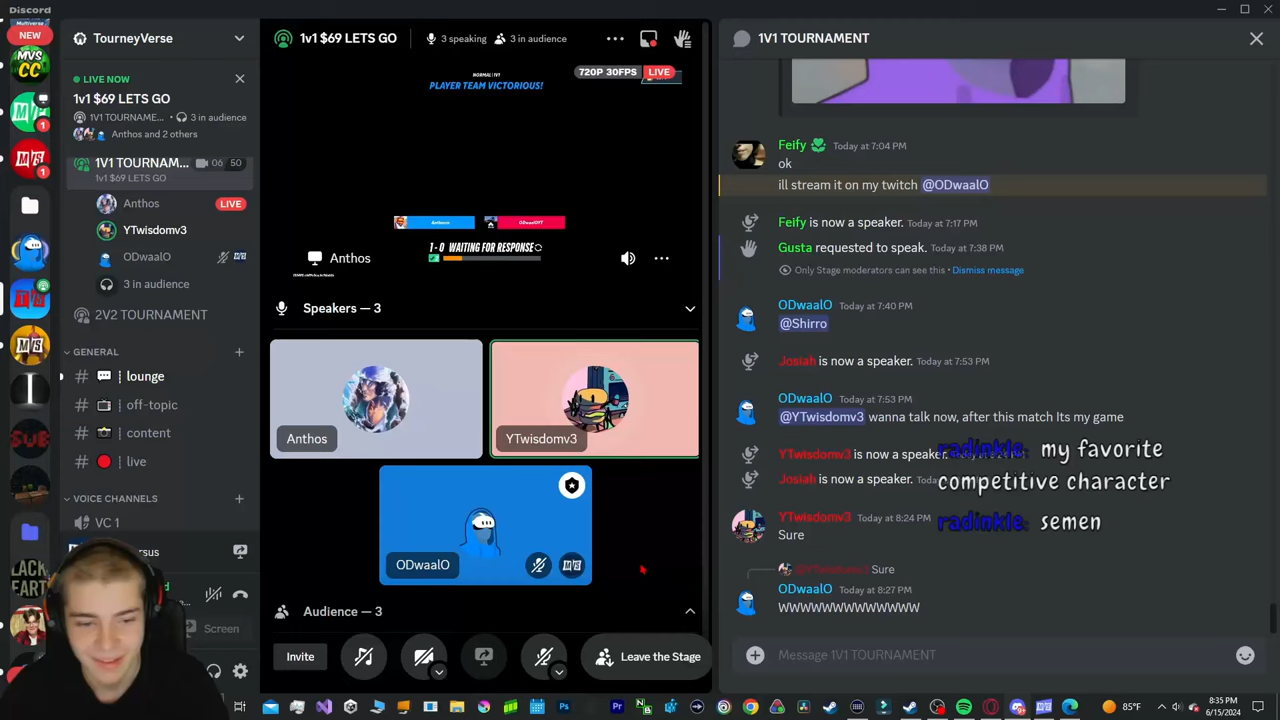 Discord
NEW
MVS
CC
TourneyVerse
LIVE NOW
1v1 $69 LETS GO
1V1 TOURNAME... 3 in audience
Anthos and 2 others
1V1 TOURNAM... 06 50
1v1 $69 LETS GO
Anthos LIVE
YTwisdomv3
ODwaalO
3 in audience
2V2 TOURNAMENT
GENERAL
lounge
off-topic
content
live
VOICE CHANNELS
VC 1
ersus
Screen
1v1 $69 LETS GO
3 speaking 3 in audience
720P 30FPS LIVE
PLAYER TEAM VICTORIOUS!
1 - 0 WAITING FOR RESPONSE
Anthos
Speakers — 3
Anthos
YTwisdomv3
ODwaalO
Audience — 3
Invite
Leave the Stage
1V1 TOURNAMENT
Feify Today at 7:04 PM
ok
ill stream it on my twitch @ODwaalO
Feify is now a speaker. Today at 7:17 PM
Gusta requested to speak. Today at 7:38 PM
Only Stage moderators can see this • Dismiss message
ODwaalO Today at 7:40 PM
@Shirro
Josiah is now a speaker. Today at 7:53 PM
ODwaalO Today at 7:53 PM
@YTwisdomv3 wanna talk now, after this match Its my game
YTwisdomv3 is now a speaker.
Josiah is now a speaker.
radinkle: my favorite
competitive character
radinkle: semen
YTwisdomv3 Today at 8:24 PM
Sure
@YTwisdomv3 Sure
ODwaalO Today at 8:27 PM
WWWWWWWWWWWWW
Message 1V1 TOURNAMENT
85°F
8:35 PM
6/15/2024